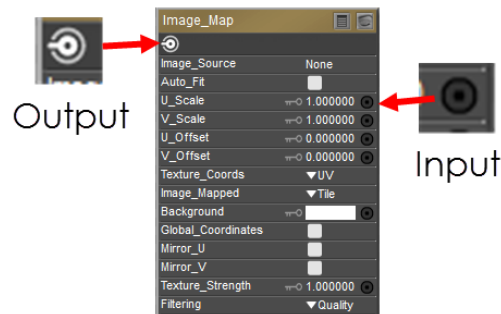 Image_Map
Image_Source None
Auto_Fit
U_Scale 1.000000
V_Scale 1.000000
U_Offset 0.000000
V_Offset 0.000000
Texture_Coords ▼UV
Image_Mapped ▼Tile
Background
Global_Coordinates
Mirror_U
Mirror_V
Texture_Strength 1.000000
Filtering ▼Quality
Output
Input